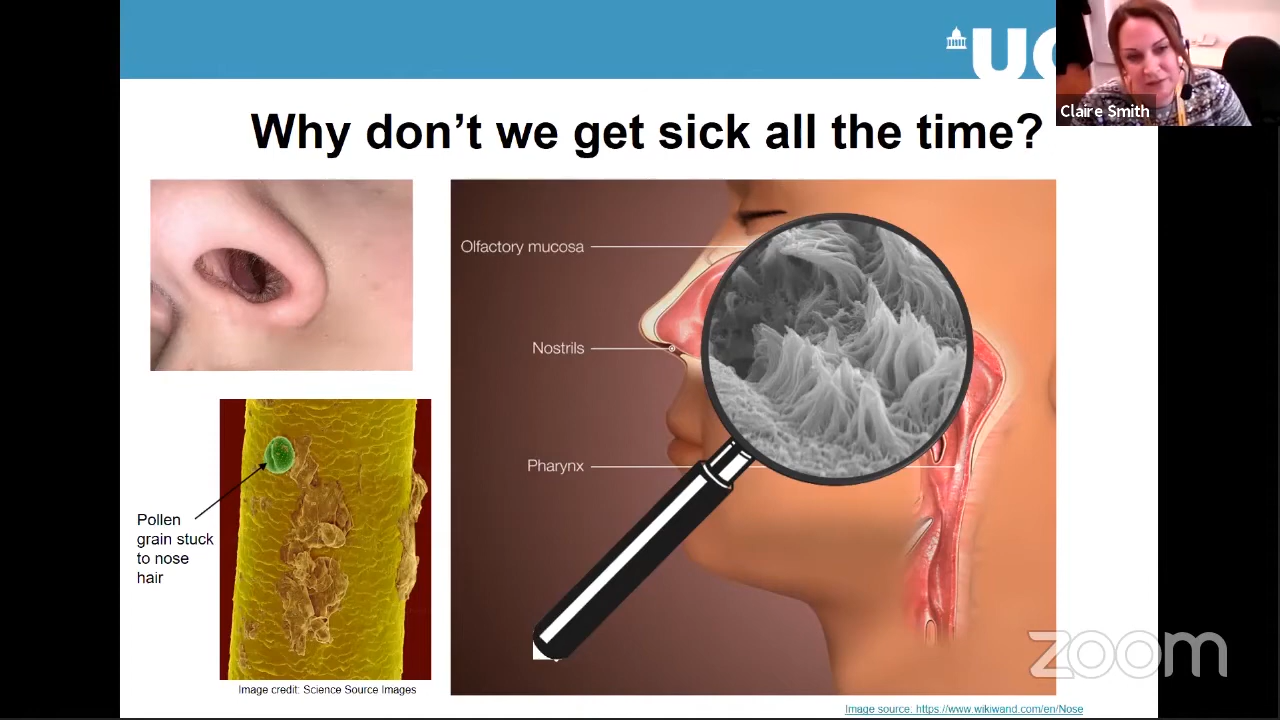 UC
Claire Smith
Why don't we get sick all the time?
Olfactory mucosa
Nostrils
Pharynx
Pollen
grain stuck
to nose
hair
Image credit: Science Source Images
zoom
Image source: https://www.wikiwand.com/en/Nose